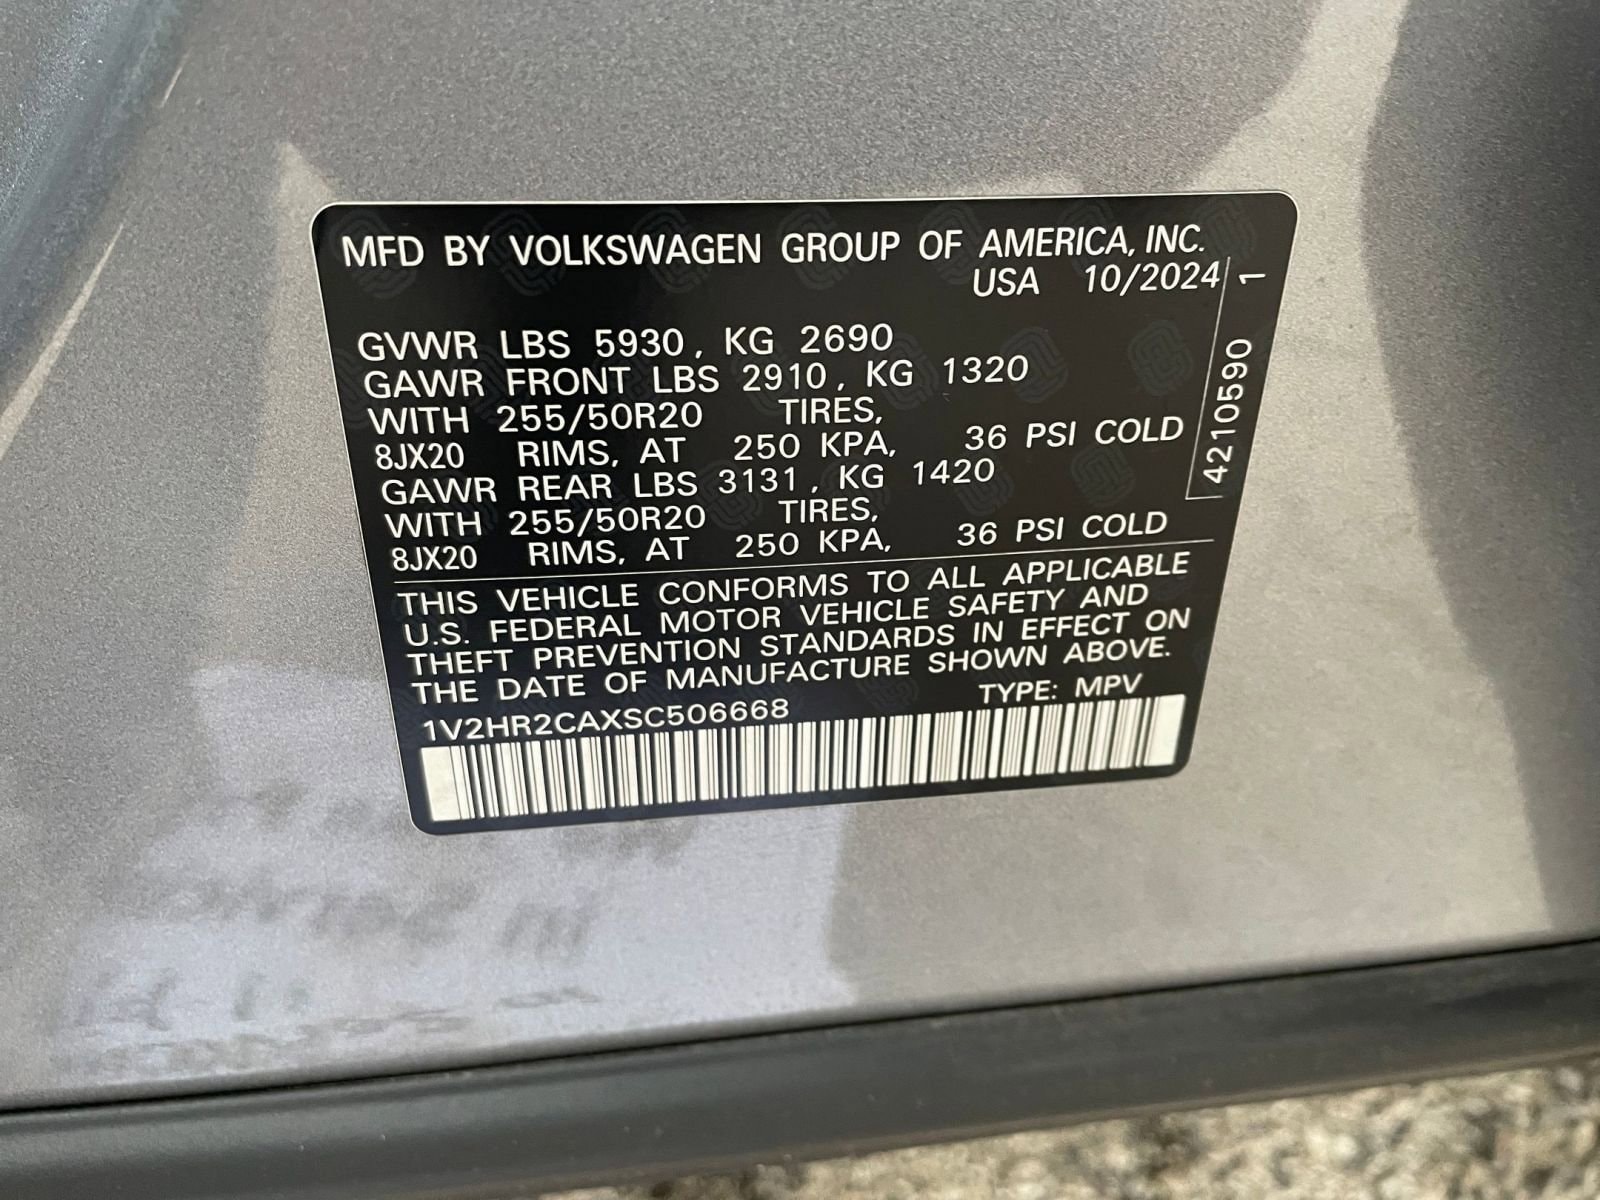 MFD BY VOLKSWAGEN GROUP OF AMERICA, INC.
USA 10/2024
GVWR LBS 5930, KG 2690
GAWR FRONT LBS 2910, KG 1320
WITH 255/50R20 TIRES,
8JX20 RIMS, AT 250 KPA, 36 PSI COLD
GAWR REAR LBS 3131, KG 1420
WITH 255/50R20 TIRES,
8JX20 RIMS, AT 250 KPA, 36 PSI COLD
THIS VEHICLE CONFORMS TO ALL APPLICABLE
U.S. FEDERAL MOTOR VEHICLE SAFETY AND
THEFT PREVENTION STANDARDS IN EFFECT ON
THE DATE OF MANUFACTURE SHOWN ABOVE.
1V2HR2CAXSC506668 TYPE: MPV
4210590 1